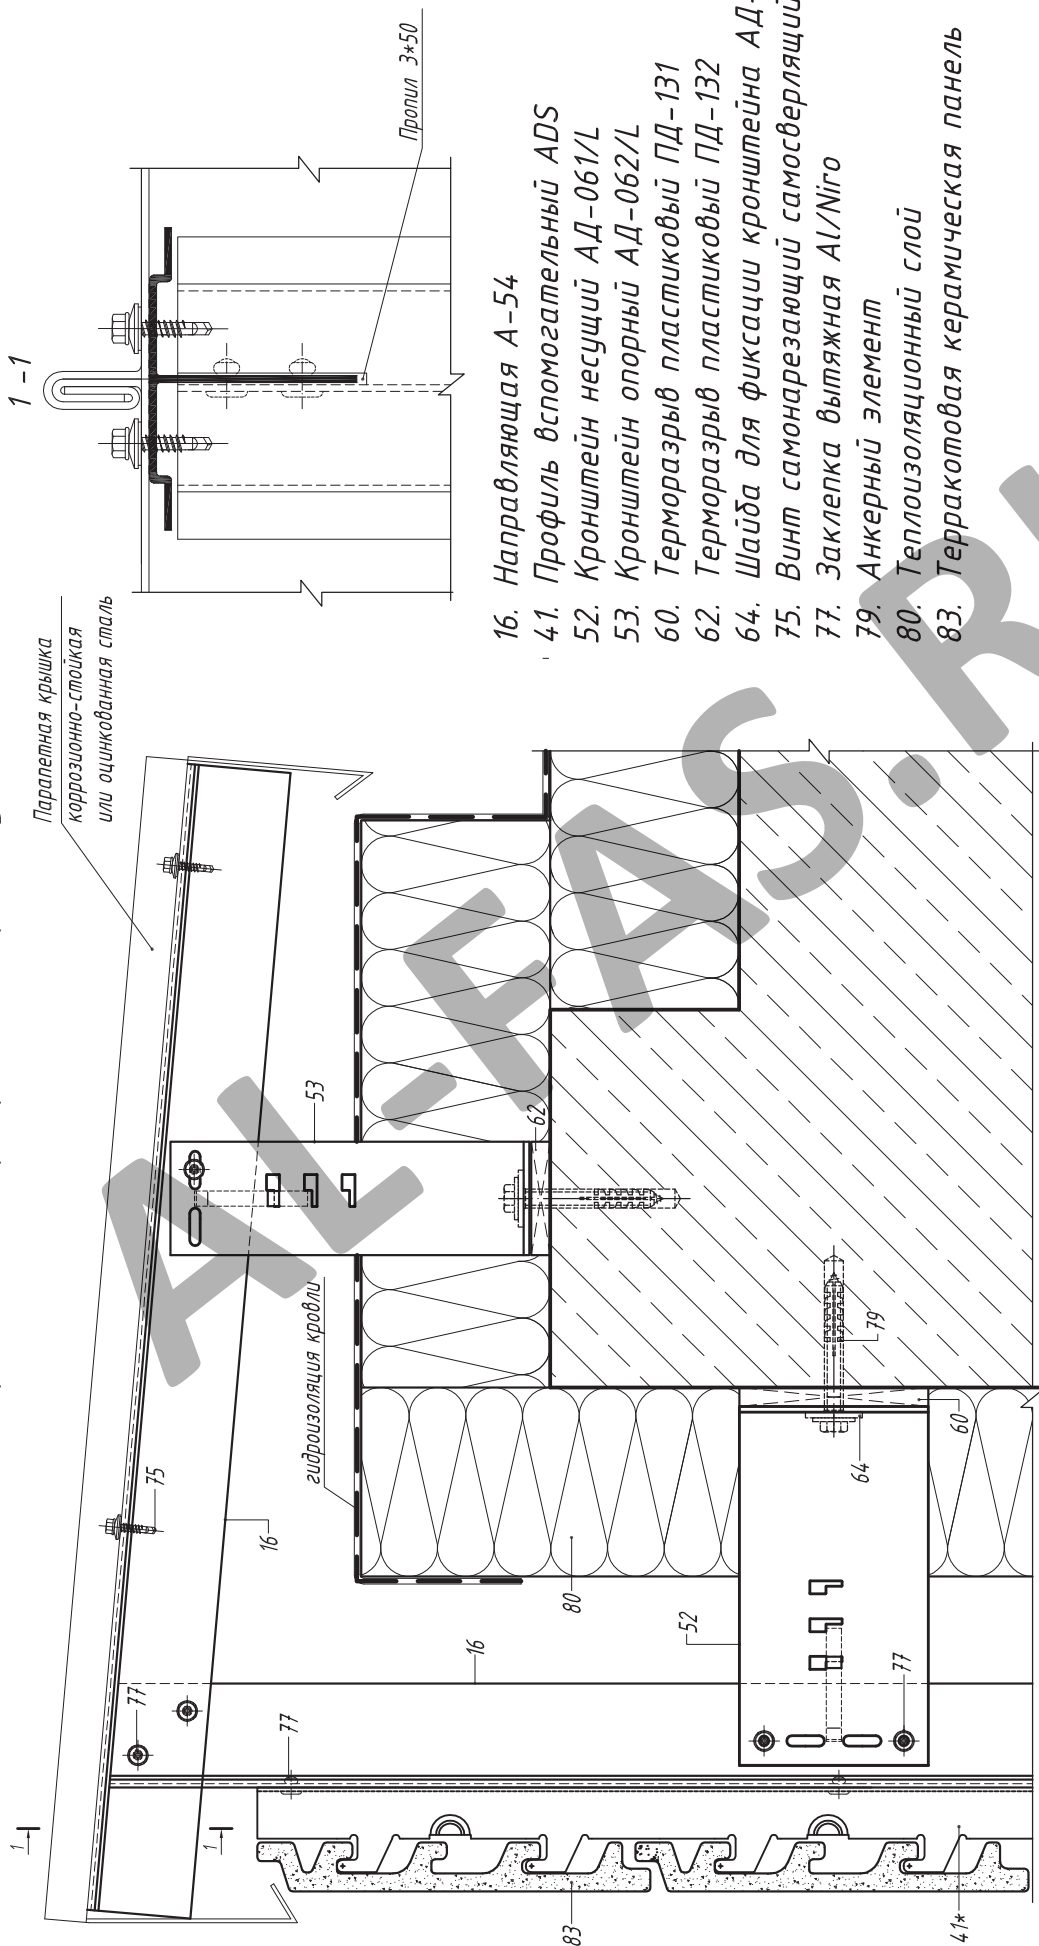 1-1
Пропил 3*50
Парапетная крышка
коррозионно-стойкая
или оцинкованная сталь
16. Направляющая А-54
41. Профиль вспомогательный ADS
52. Кронштейн несущий АД-061/L
53. Кронштейн опорный АД-062/L
60. Терморазрыв пластиковый ПД-131
62. Терморазрыв пластиковый ПД-132
64. Шайба для фиксации кронштейна АД-
75. Винт самонарезающий самосверлящий
77. Заклепка вытяжная Al/Niro
79. Анкерный элемент
80. Теплоизоляционный слой
83. Терракотовая керамическая панель
гидроизоляция кровли
53
62
75
16
79
60
64
80
52
16
77
77
77
1
1
83
41*
AL-FAS.R